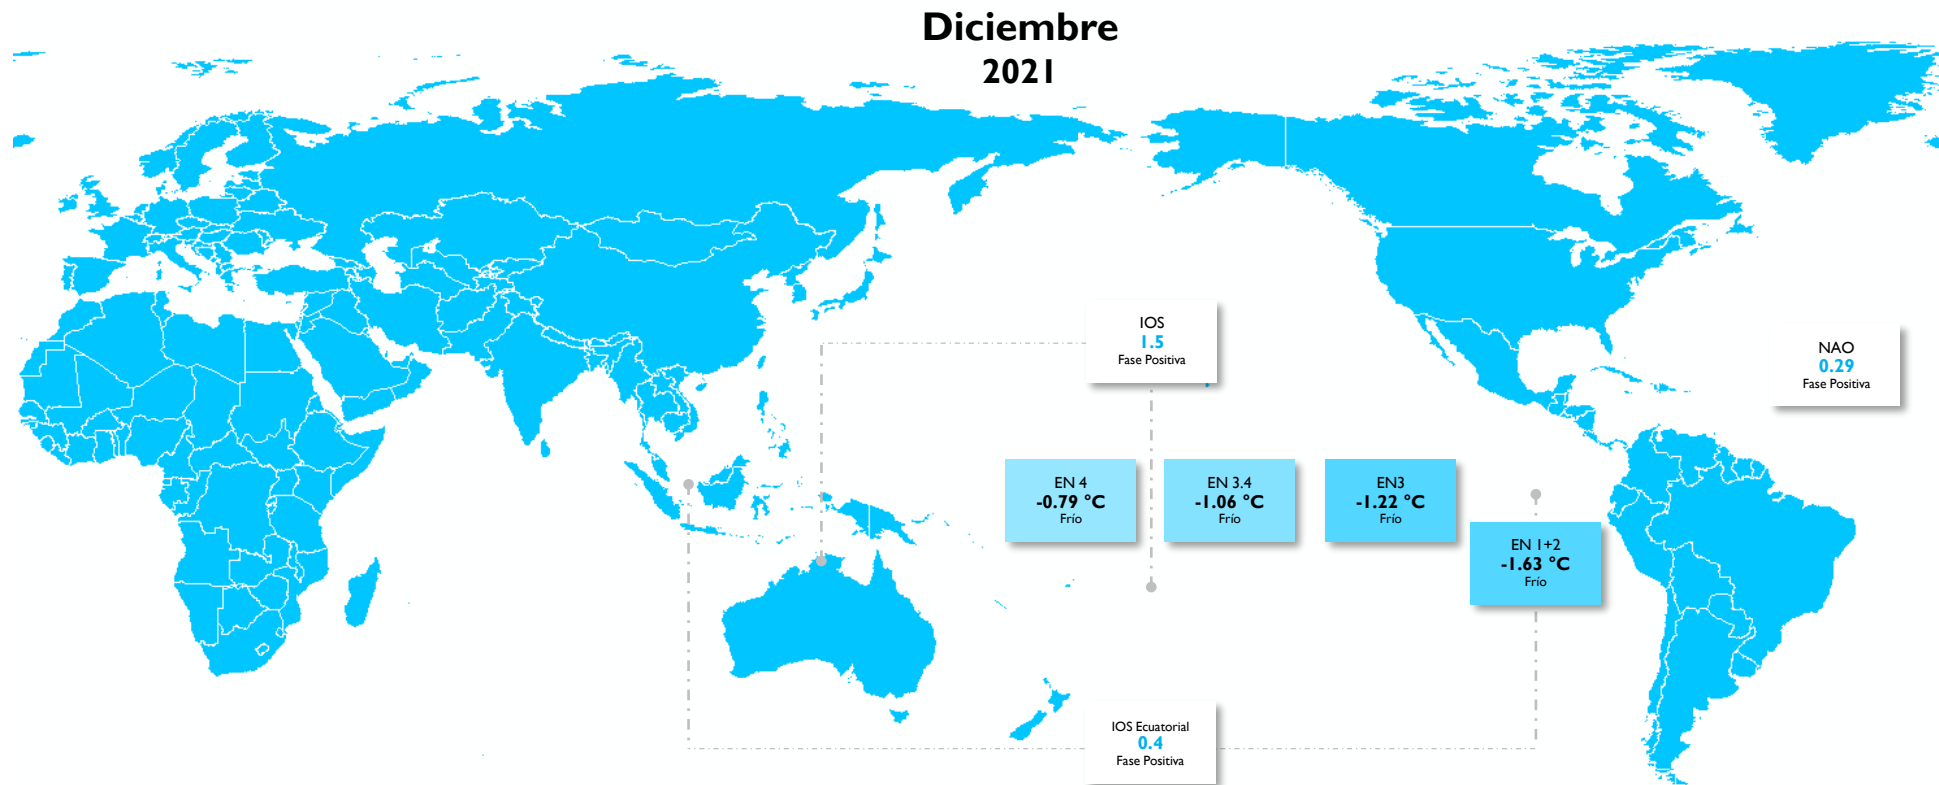 Diciembre
2021
IOS
1.5
Fase Positiva
NAO
0.29
Fase Positiva
EN 4
-0.79 °C
Frío
EN 3.4
-1.06 °C
Frío
EN3
-1.22 °C
Frío
EN 1+2
-1.63 °C
Frío
IOS Ecuatorial
0.4
Fase Positiva